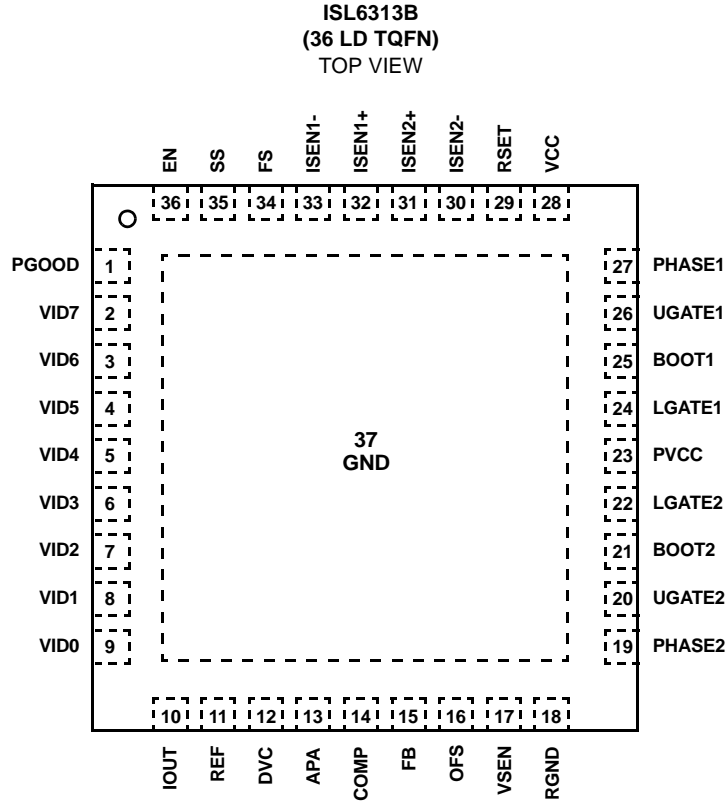 ISL6313B
(36 LD TQFN)
TOP VIEW
EN
SS
FS
ISEN1-
ISEN1+
ISEN2+
ISEN2-
RSET
VCC
36 35 34 33 32 31 30 29 28
PGOOD 1
VID7 2
VID6 3
VID5 4
VID4 5
VID3 6
VID2 7
VID1 8
VID0 9
37
GND
27 PHASE1
26 UGATE1
25 BOOT1
24 LGATE1
23 PVCC
22 LGATE2
21 BOOT2
20 UGATE2
19 PHASE2
10 11 12 13 14 15 16 17 18
IOUT
REF
DVC
APA
COMP
FB
OFS
VSEN
RGND